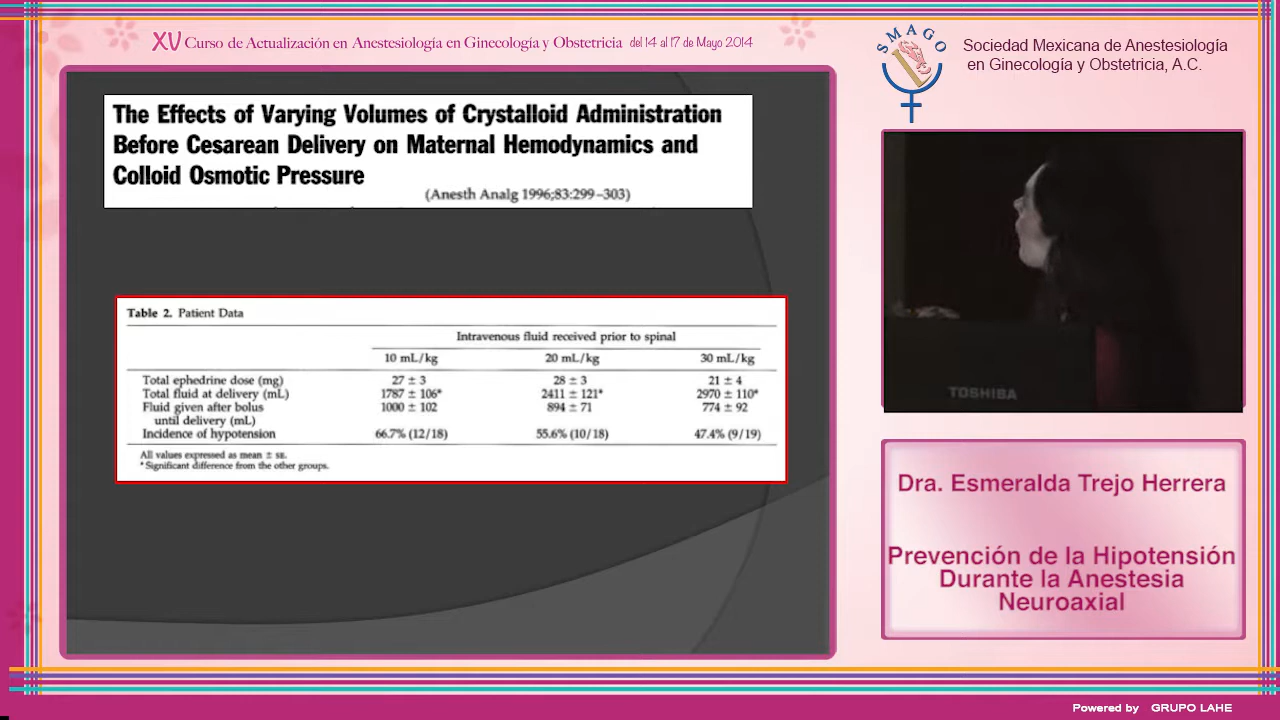 XV Curso de Actualización en Anestesiología en Ginecología y Obstetricia del 14 al 17 de Mayo 2014
SMAGO
Sociedad Mexicana de Anestesiología
en Ginecología y Obstetricia, A.C.
The Effects of Varying Volumes of Crystalloid Administration
Before Cesarean Delivery on Maternal Hemodynamics and
Colloid Osmotic Pressure
(Anesth Analg 1996;83:299–303)
Table 2. Patient Data
Intravenous fluid received prior to spinal
10 mL/kg 20 mL/kg 30 mL/kg
Total ephedrine dose (mg) 27 ± 3 28 ± 3 21 ± 4
Total fluid at delivery (mL) 1787 ± 106* 2411 ± 121* 2970 ± 110*
Fluid given after bolus 1000 ± 102 894 ± 71 774 ± 92
until delivery (mL)
Incidence of hypotension 66.7% (12/18) 55.6% (10/18) 47.4% (9/19)
All values expressed as mean ± SE.
* Significant difference from the other groups.
TOSHIBA
Dra. Esmeralda Trejo Herrera
Prevención de la Hipotensión
Durante la Anestesia
Neuroaxial
Powered by GRUPO LAHE